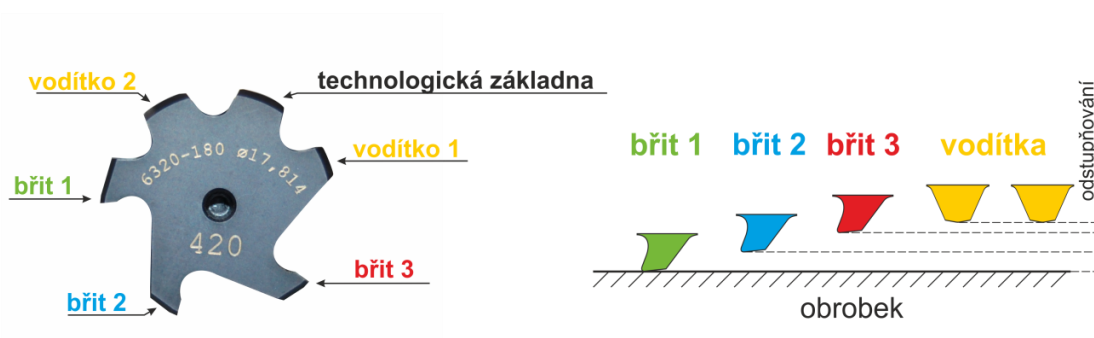 vodítko 2
technologická základna
vodítko 1
břit 1
břit 3
břit 2
6320-180 ø17,814
420
břit 1
břit 2
břit 3
vodítka
odstupňování
obrobek